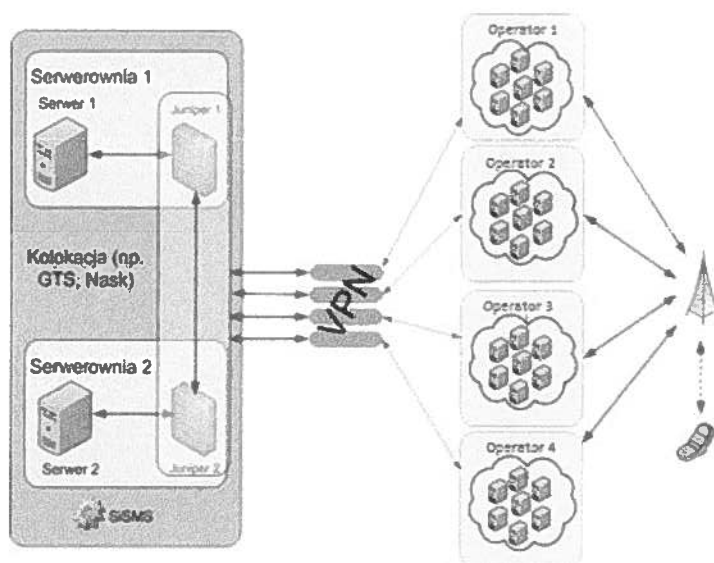 Serwerownia 1
Serwer 1
Juniper 1
Kolokacja (np.
GTS; Nask)
Serwerownia 2
Serwer 2
Juniper 2
SISMS
VPN
Operator 1
Operator 2
Operator 3
Operator 4